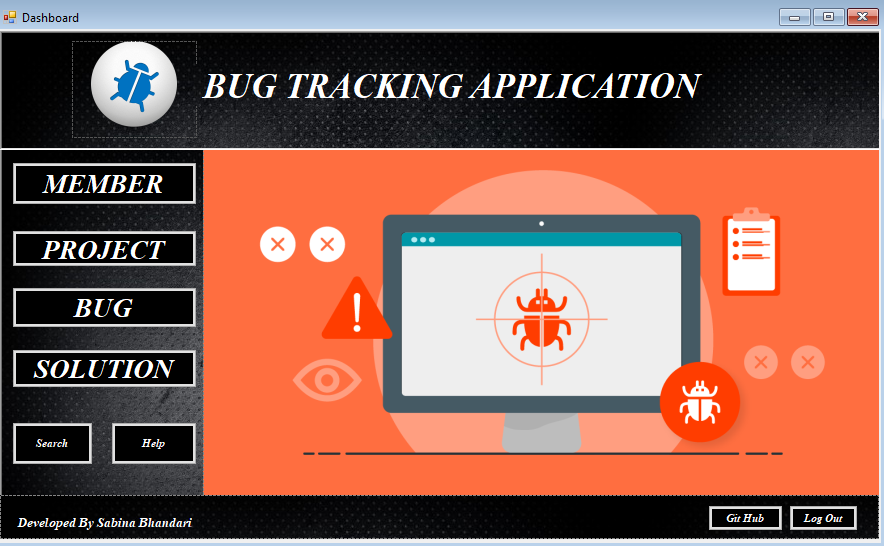 Dashboard
BUG TRACKING APPLICATION
MEMBER
PROJECT
BUG
SOLUTION
Search
Help
Developed By Sabina Bhandari
Git Hub
Log Out